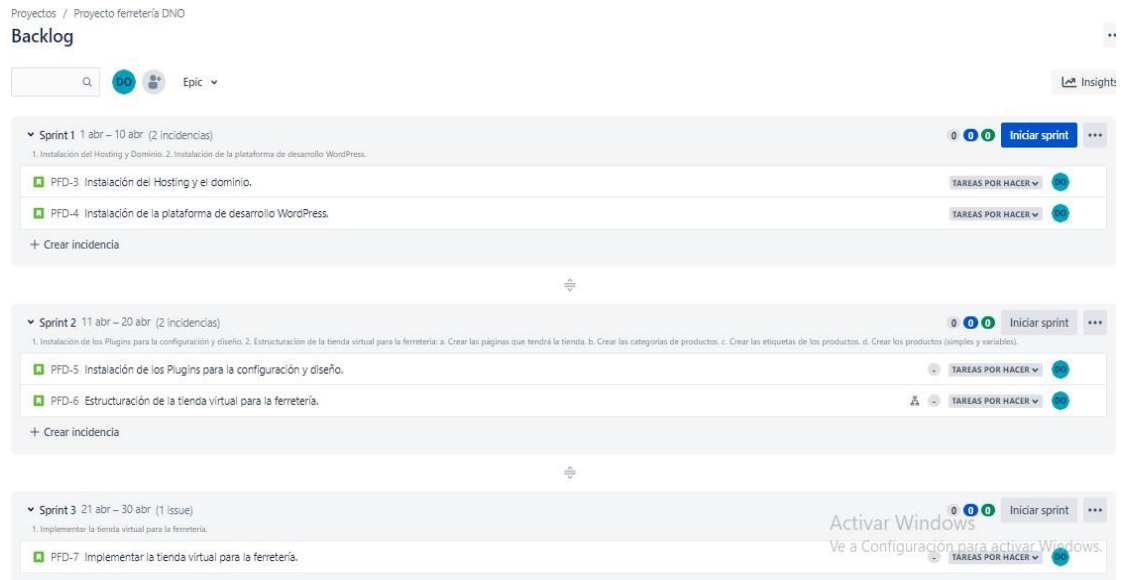 Proyectos / Proyecto ferretería DNO
Backlog
DO Epic Insights
Sprint 1 1 abr – 10 abr (2 incidencias) 0 0 0 Iniciar sprint
1. Instalación del Hosting y Dominio. 2. Instalación de la plataforma de desarrollo WordPress.
PFD-3 Instalación del Hosting y el dominio. TAREAS POR HACER DO
PFD-4 Instalación de la plataforma de desarrollo WordPress. TAREAS POR HACER DO
+ Crear incidencia
Sprint 2 11 abr – 20 abr (2 incidencias) 0 0 0 Iniciar sprint
1. Instalación de los Plugins para la configuración y diseño. 2. Estructuración de la tienda virtual para la ferretería: a. Crear las páginas que tendrá la tienda. b. Crear las categorías de productos. c. Crear las etiquetas de los productos. d. Crear los productos (simples y variables).
PFD-5 Instalación de los Plugins para la configuración y diseño. - TAREAS POR HACER DO
PFD-6 Estructuración de la tienda virtual para la ferretería. - TAREAS POR HACER DO
+ Crear incidencia
Sprint 3 21 abr – 30 abr (1 issue) 0 0 0 Iniciar sprint
1. Implementar la tienda virtual para la ferretería.
Activar Windows
Ve a Configuración para activar Windows.
PFD-7 Implementar la tienda virtual para la ferretería. - TAREAS POR HACER DO